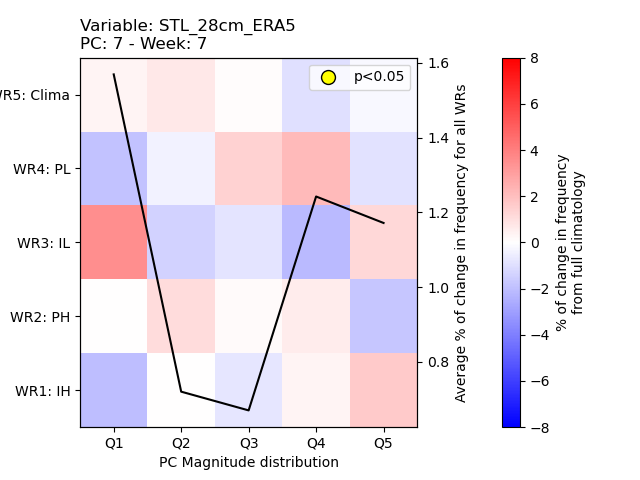 Variable: STL_28cm_ERA5
PC: 7 - Week: 7
p<0.05
WR5: Clima
WR4: PL
WR3: IL
WR2: PH
WR1: IH
Q1 Q2 Q3 Q4 Q5
PC Magnitude distribution
1.6
1.4
1.2
1.0
0.8
Average % of change in frequency for all WRs
8
6
4
2
0
−2
−4
−6
−8
% of change in frequency
from full climatology